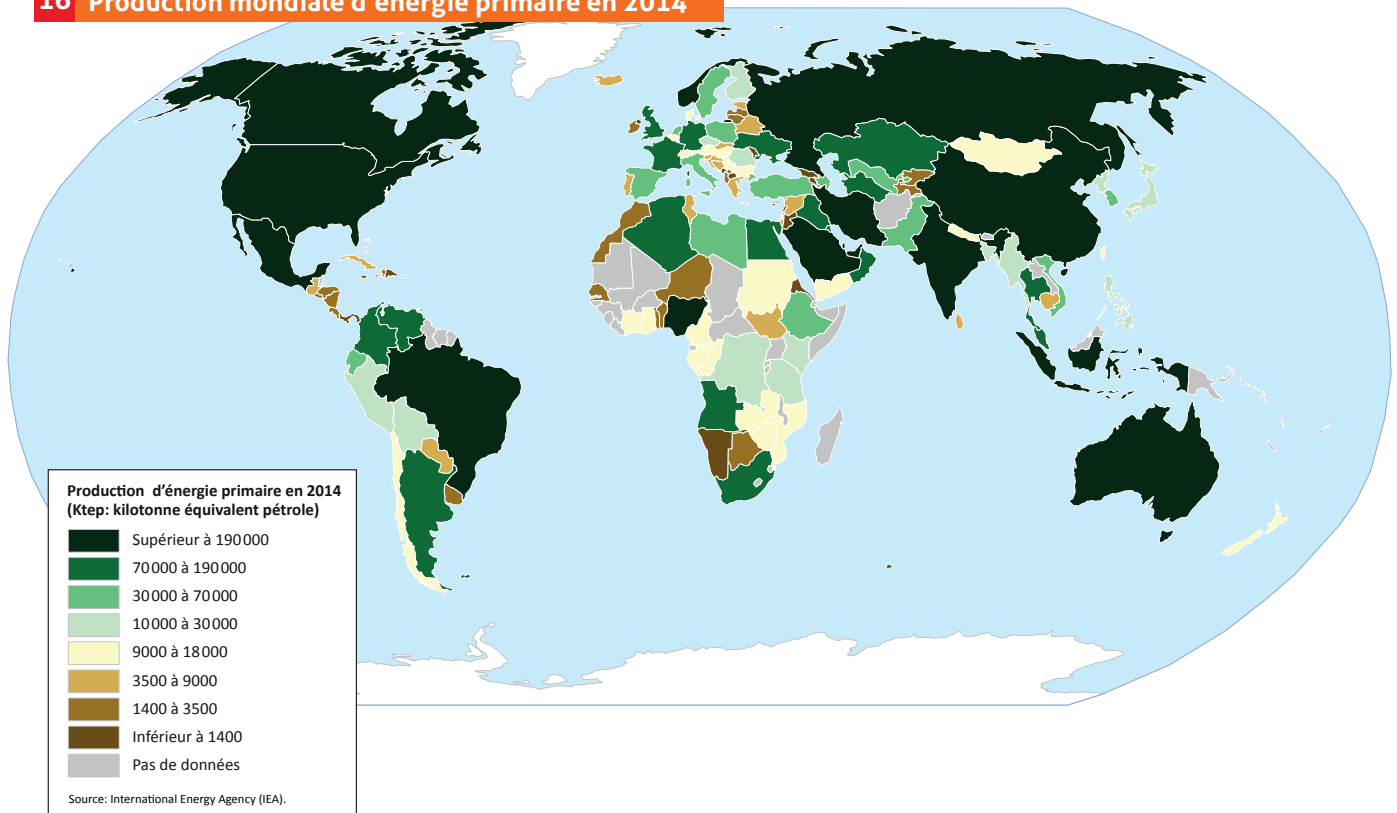 16 Production mondiale d'énergie primaire en 2014
Production d'énergie primaire en 2014
(Ktep: kilotonne équivalent pétrole)
Supérieur à 190 000
70 000 à 190 000
30 000 à 70 000
10 000 à 30 000
9000 à 18 000
3500 à 9000
1400 à 3500
Inférieur à 1400
Pas de données
Source: International Energy Agency (IEA).